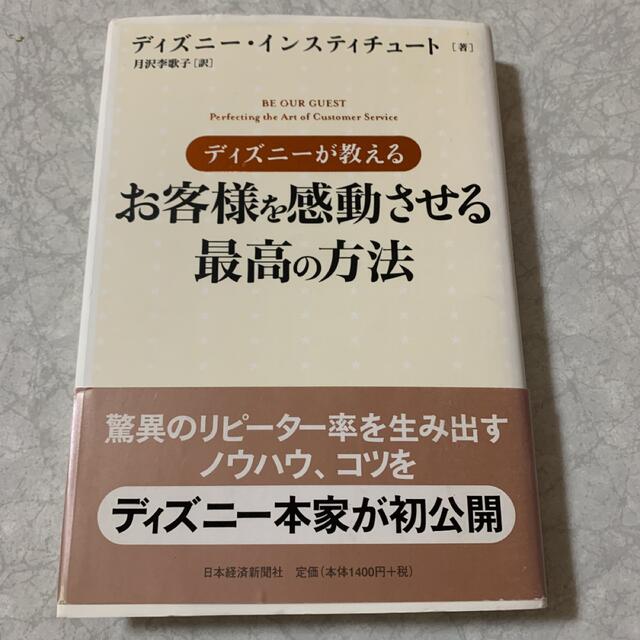 ディズニー・インスティチュート［著］
月沢李歌子［訳］
BE OUR GUEST
Perfecting the Art of Customer Service
ディズニーが教える
お客様を感動させる
最高の方法
驚異のリピーター率を生み出す
ノウハウ、コツを
ディズニー本家が初公開
日本経済新聞社　定価（本体1400円＋税）